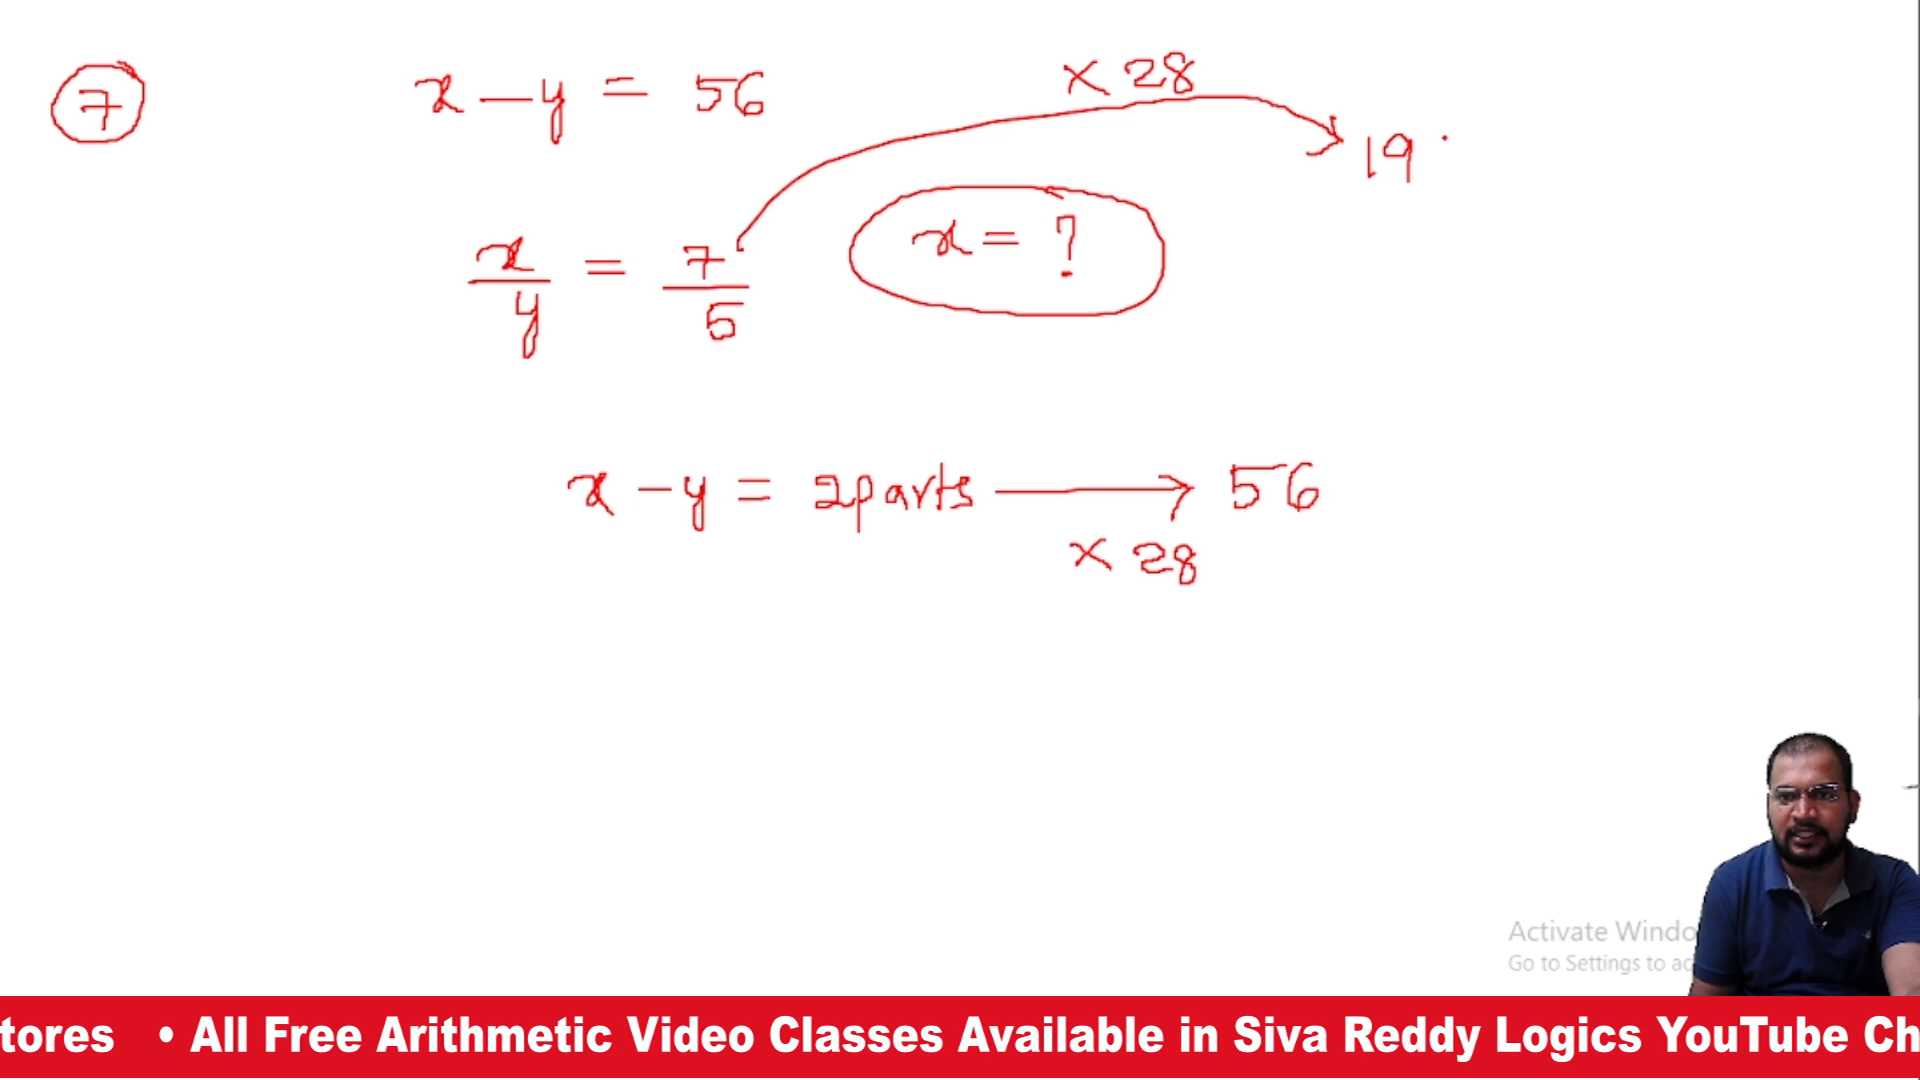 7
x - y = 56
× 28
19
x/y = 7/5
x = ?
x - y = 2parts → 56
× 28
Activate Windo
Go to Settings to ac
tores • All Free Arithmetic Video Classes Available in Siva Reddy Logics YouTube Ch